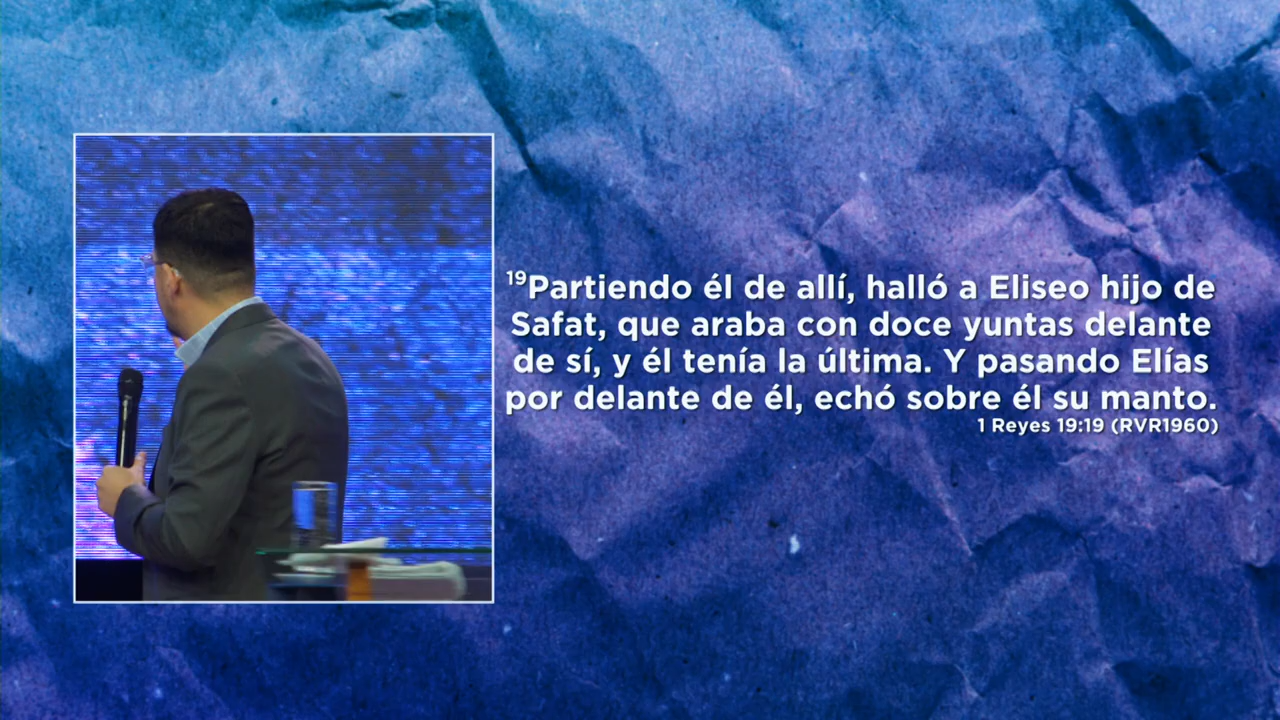 ¹⁹Partiendo él de allí, halló a Eliseo hijo de
Safat, que araba con doce yuntas delante
de sí, y él tenía la última. Y pasando Elías
por delante de él, echó sobre él su manto.
1 Reyes 19:19 (RVR1960)